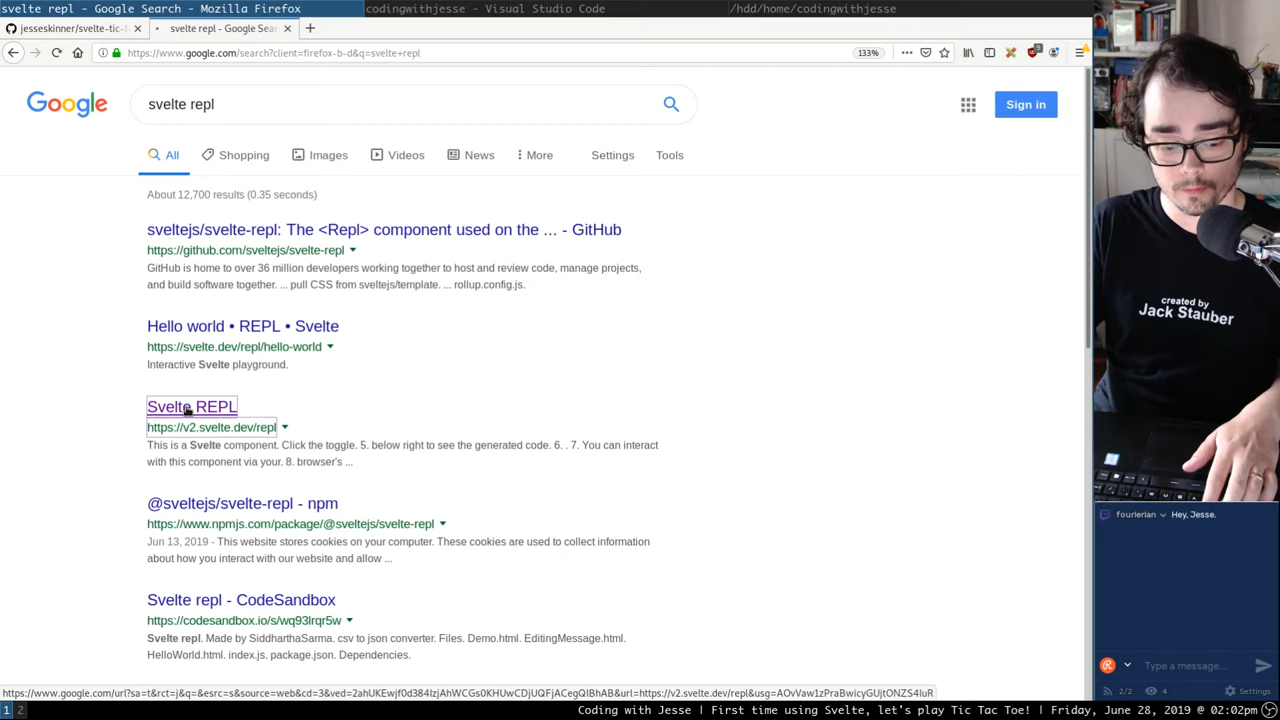 svelte repl - Google Search - Mozilla Firefox
codingwithjesse - Visual Studio Code
/hdd/codingwithjesse
jesseskinner/svelte-tic-t
svelte repl - Google Sear
https://www.google.com/search?client=firefox-b-d&q=svelte+repl
133%
Google
svelte repl
Sign in
All
Shopping
Images
Videos
News
More
Settings
Tools
About 12,700 results (0.35 seconds)
sveltejs/svelte-repl: The <Repl> component used on the ... - GitHub
https://github.com/sveltejs/svelte-repl
GitHub is home to over 36 million developers working together to host and review code, manage projects,
and build software together. ... pull CSS from sveltejs/template. ... rollup.config.js.
Hello world • REPL • Svelte
https://svelte.dev/repl/hello-world
Interactive Svelte playground.
Svelte REPL
https://v2.svelte.dev/repl
This is a Svelte component. Click the toggle. 5. below right to see the generated code. 6. . 7. You can interact
with this component via your. 8. browser's ...
@sveltejs/svelte-repl - npm
https://www.npmjs.com/package/@sveltejs/svelte-repl
Jun 13, 2019 - This website stores cookies on your computer. These cookies are used to collect information
about how you interact with our website and allow ...
Svelte repl - CodeSandbox
https://codesandbox.io/s/wq93lrqr5w
Svelte repl. Made by SiddharthaSarma. csv to json converter. Files. Demo.html. EditingMessage.html.
HelloWorld.html. index.js. package.json. Dependencies.
created by
Jack Stauber
fourierian
Hey, Jesse.
Type a message...
2/2
4
Settings
1 2
Coding with Jesse | First time using Svelte, let's play Tic Tac Toe! | Friday, June 28, 2019 @ 02:02pm